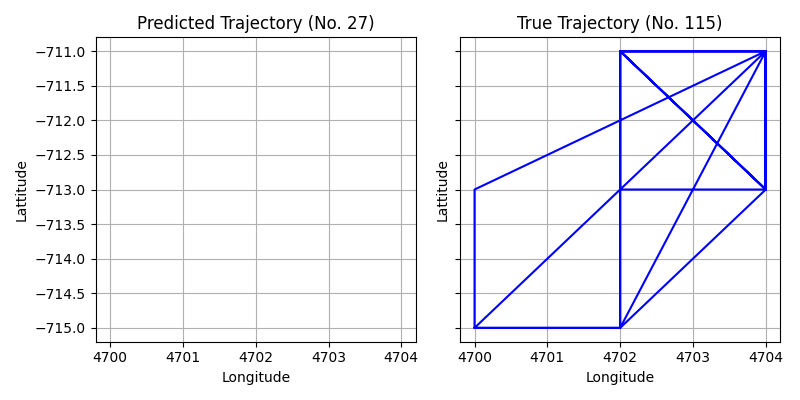 Predicted Trajectory (No. 27)
True Trajectory (No. 115)
−711.0
−711.5
−712.0
−712.5
−713.0
−713.5
−714.0
−714.5
−715.0
Lattitude
Lattitude
4700 4701 4702 4703 4704
4700 4701 4702 4703 4704
Longitude
Longitude